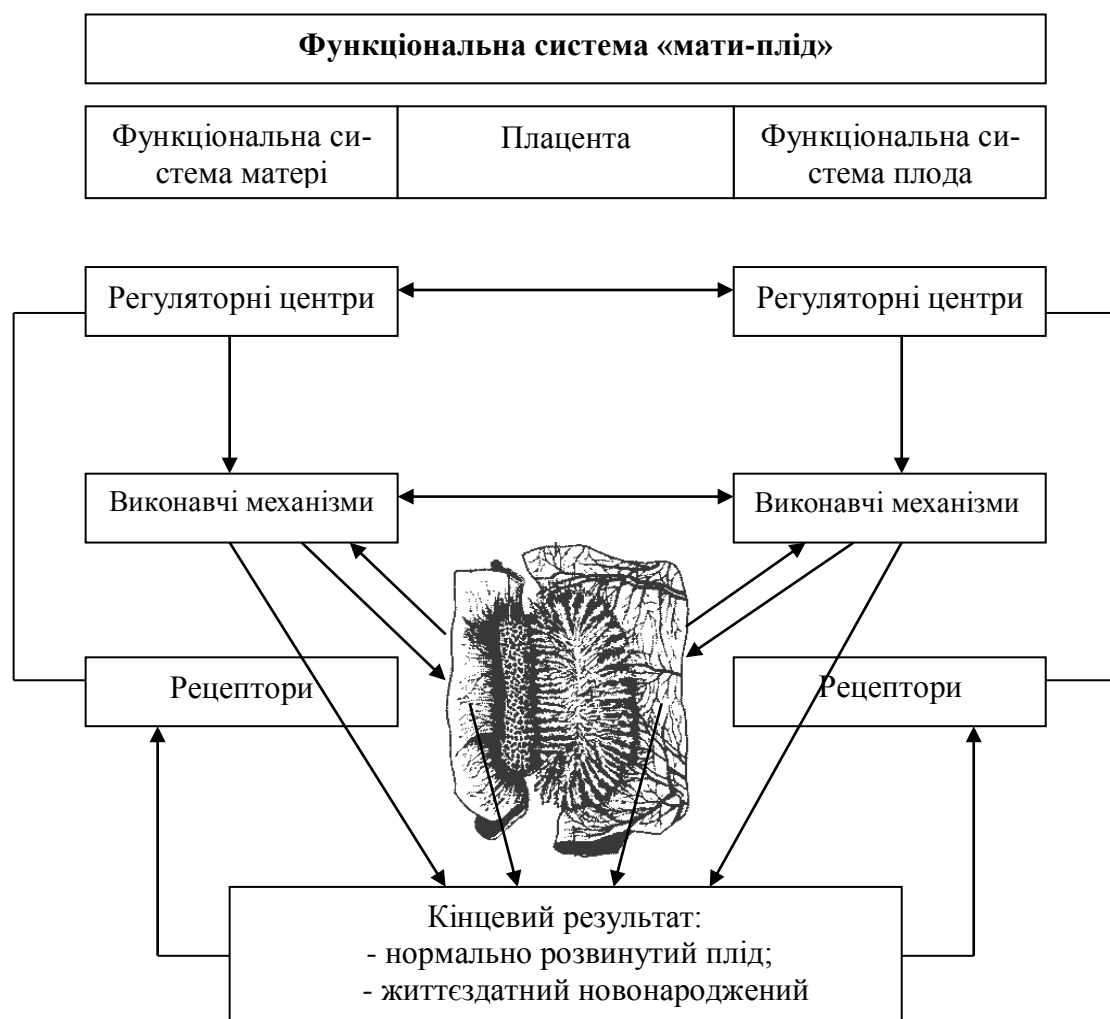 Функціональна система «мати-плід»
Функціональна си-
стема матері
Плацента
Функціональна си-
стема плода
Регуляторні центри
Регуляторні центри
Виконавчі механізми
Виконавчі механізми
Рецептори
Рецептори
Кінцевий результат:
- нормально розвинутий плід;
- життєздатний новонароджений